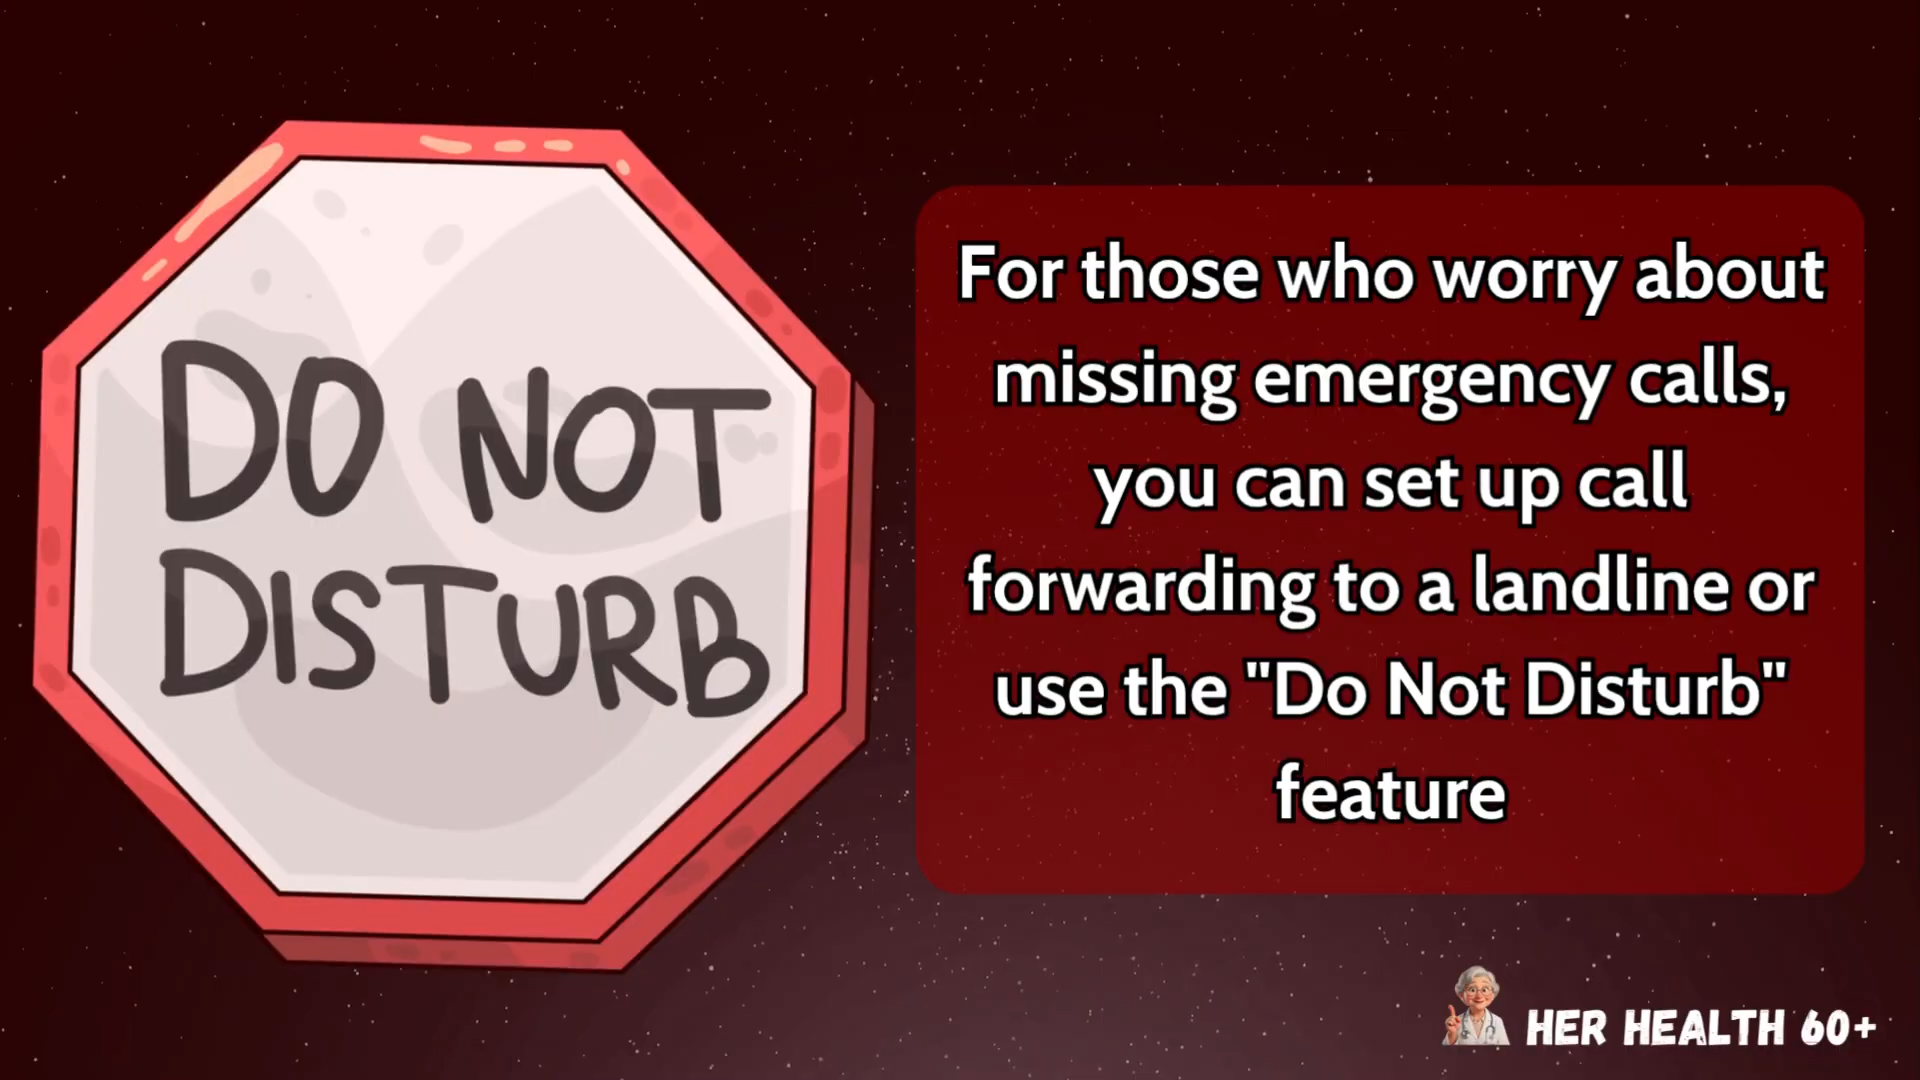 DO NOT
DISTURB
For those who worry about
missing emergency calls,
you can set up call
forwarding to a landline or
use the "Do Not Disturb"
feature
HER HEALTH 60+